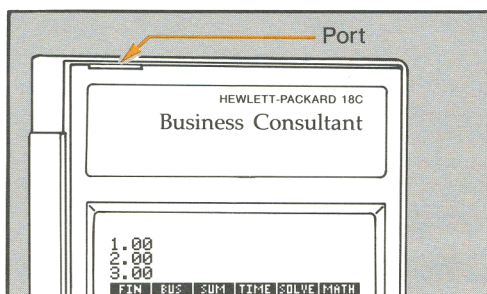 Port
HEWLETT-PACKARD 18C
Business Consultant
1.00
2.00
3.00
FIN BUS SUM TIME SOLVE MATH